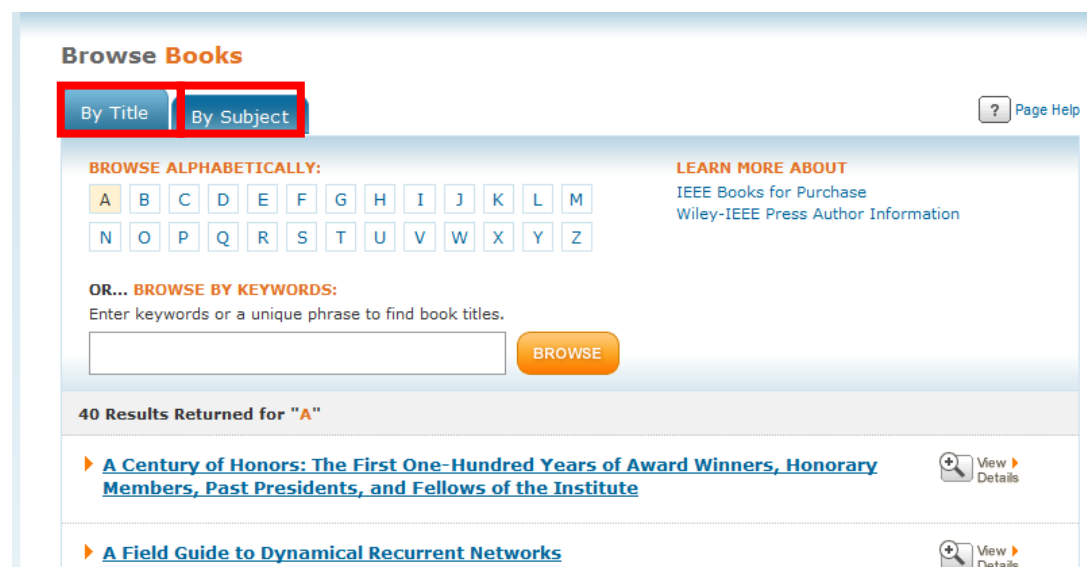 Browse Books
By Title By Subject
? Page Help
BROWSE ALPHABETICALLY:
A B C D E F G H I J K L M
N O P Q R S T U V W X Y Z
LEARN MORE ABOUT
IEEE Books for Purchase
Wiley-IEEE Press Author Information
OR... BROWSE BY KEYWORDS:
Enter keywords or a unique phrase to find book titles.
BROWSE
40 Results Returned for "A"
A Century of Honors: The First One-Hundred Years of Award Winners, Honorary
Members, Past Presidents, and Fellows of the Institute
View
Details
A Field Guide to Dynamical Recurrent Networks
View
Details